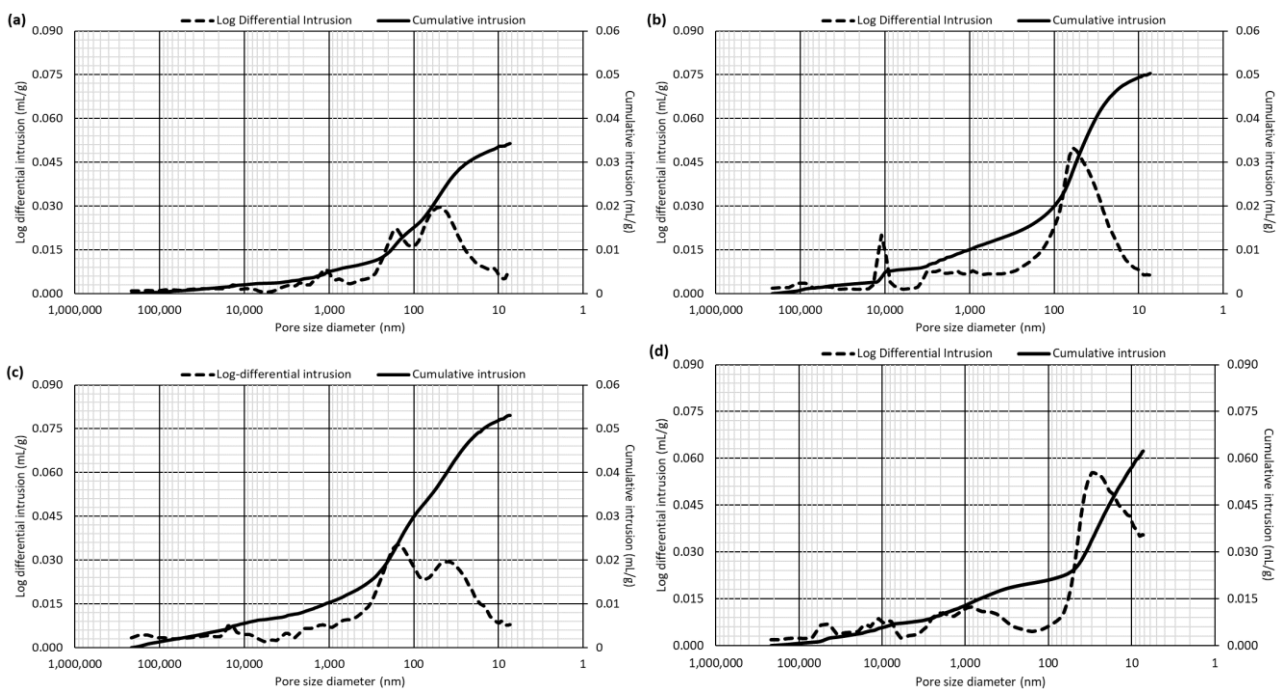 (a)
Log Differential Intrusion
Cumulative intrusion
0.090
0.075
0.060
0.045
0.030
0.015
0.000
Log differential intrusion (mL/g)
0.06
0.05
0.04
0.03
0.02
0.01
0
Cumulative intrusion (mL/g)
1,000,000 100,000 10,000 1,000 100 10 1
Pore size diameter (nm)
(b)
Log Differential Intrusion
Cumulative intrusion
0.090
0.075
0.060
0.045
0.030
0.015
0.000
Log differential intrusion (mL/g)
0.06
0.05
0.04
0.03
0.02
0.01
0
Cumulative intrusion (mL/g)
1,000,000 100,000 10,000 1,000 100 10 1
Pore size diameter (nm)
(c)
Log-differential intrusion
Cumulative intrusion
0.090
0.075
0.060
0.045
0.030
0.015
0.000
Log differential intrusion (mL/g)
0.06
0.05
0.04
0.03
0.02
0.01
0
Cumulative intrusion (mL/g)
1,000,000 100,000 10,000 1,000 100 10 1
Pore size diameter (nm)
(d)
Log Differential Intrusion
Cumulative intrusion
0.090
0.075
0.060
0.045
0.030
0.015
0.000
Log differential intrusion (mL/g)
0.090
0.075
0.060
0.045
0.030
0.015
0.000
Cumulative intrusion (mL/g)
1,000,000 100,000 10,000 1,000 100 10 1
Pore size diameter (nm)